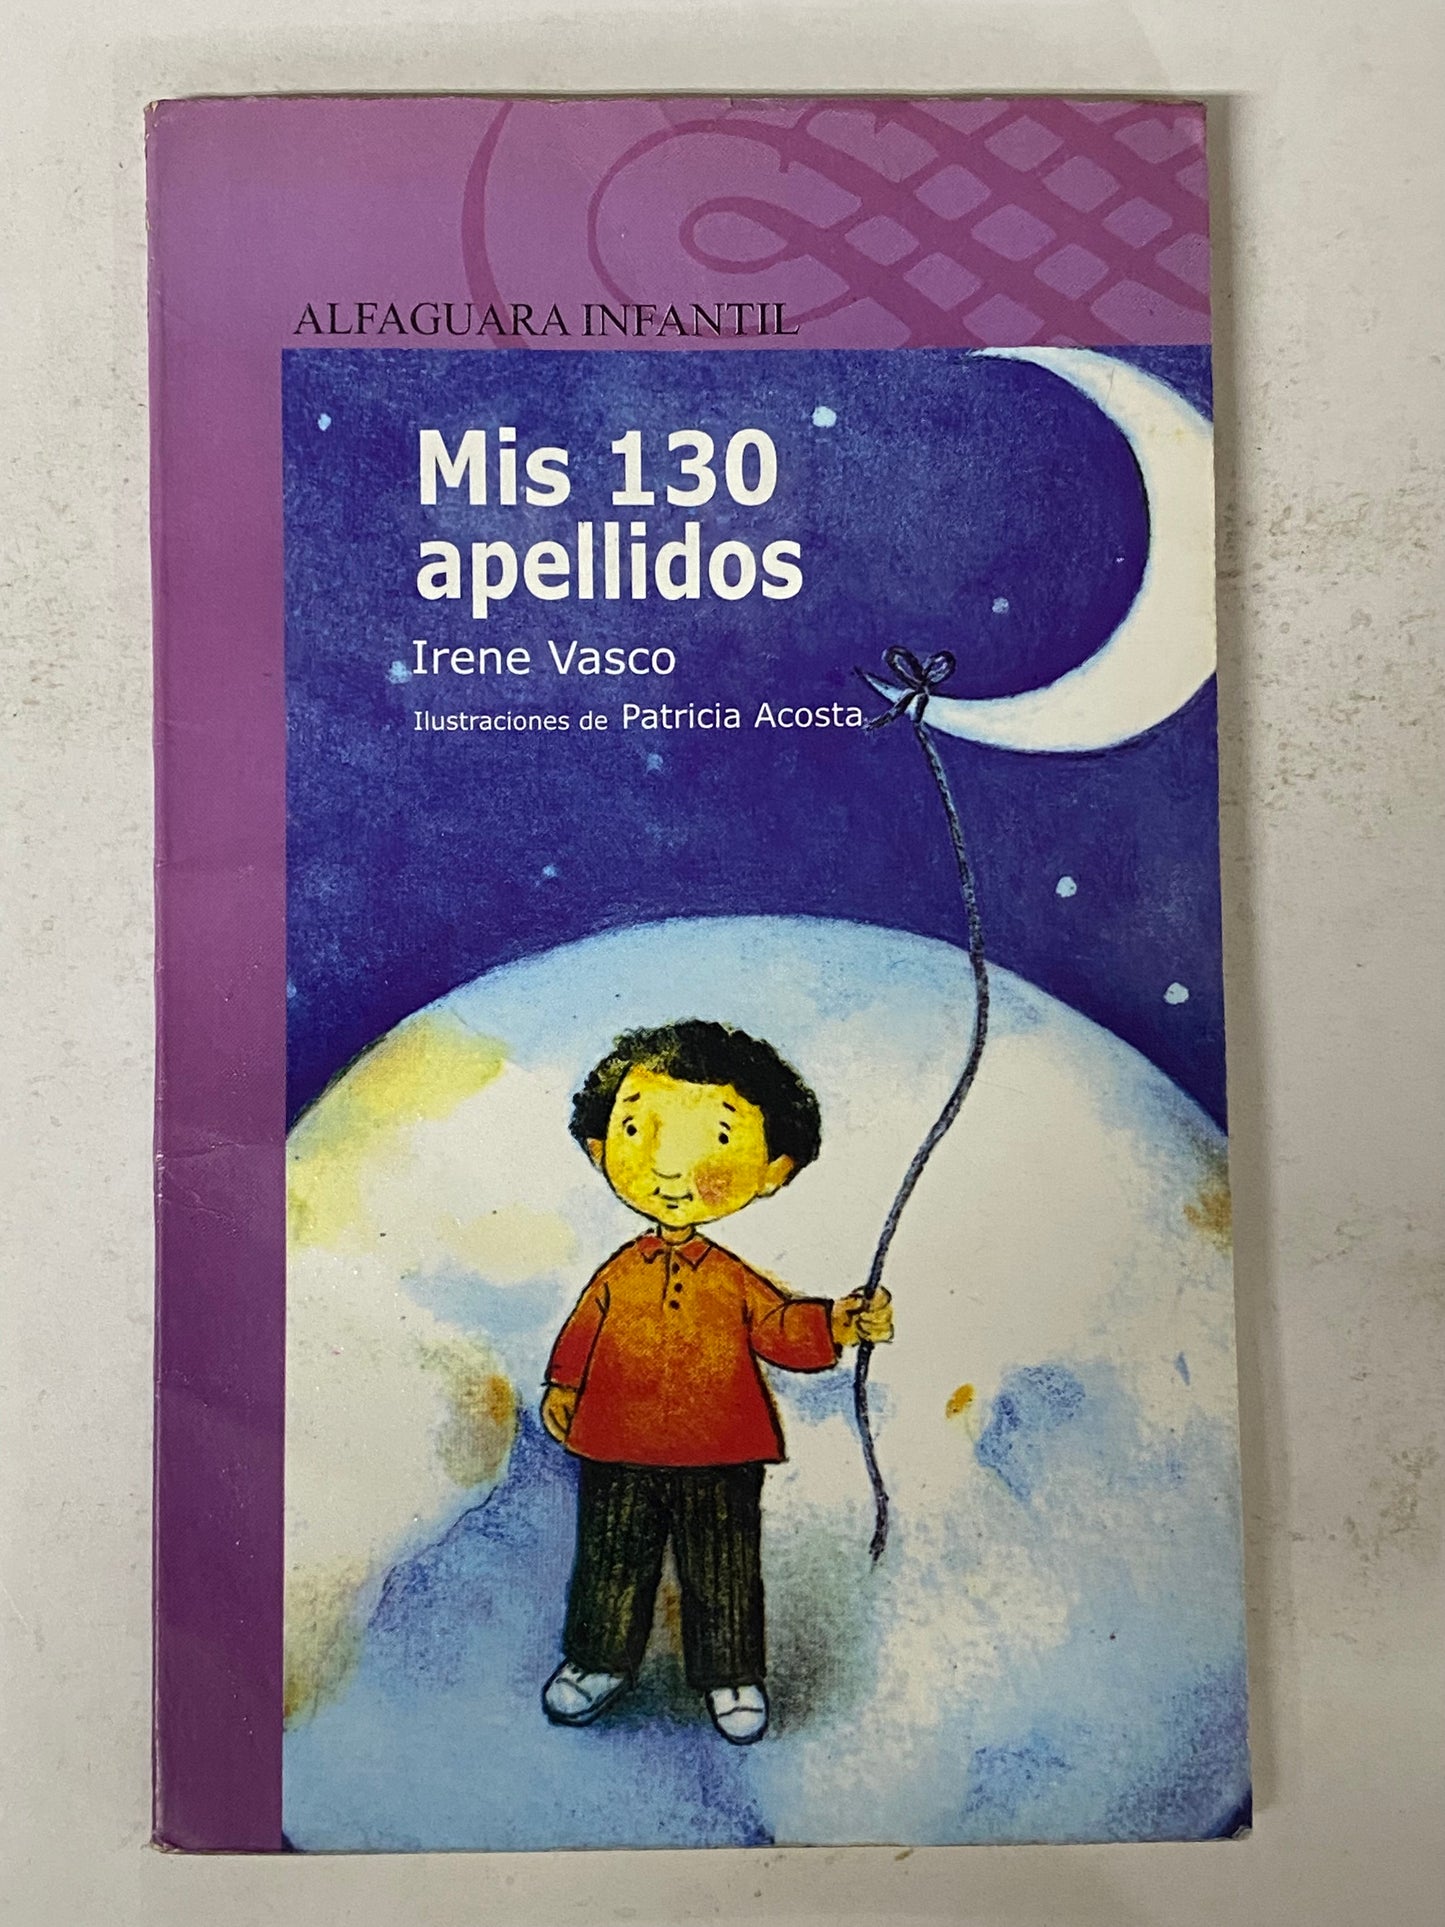 ALFAGUARA INFANTIL
Mis 130
apellidos
Irene Vasco
Ilustraciones de Patricia Acosta